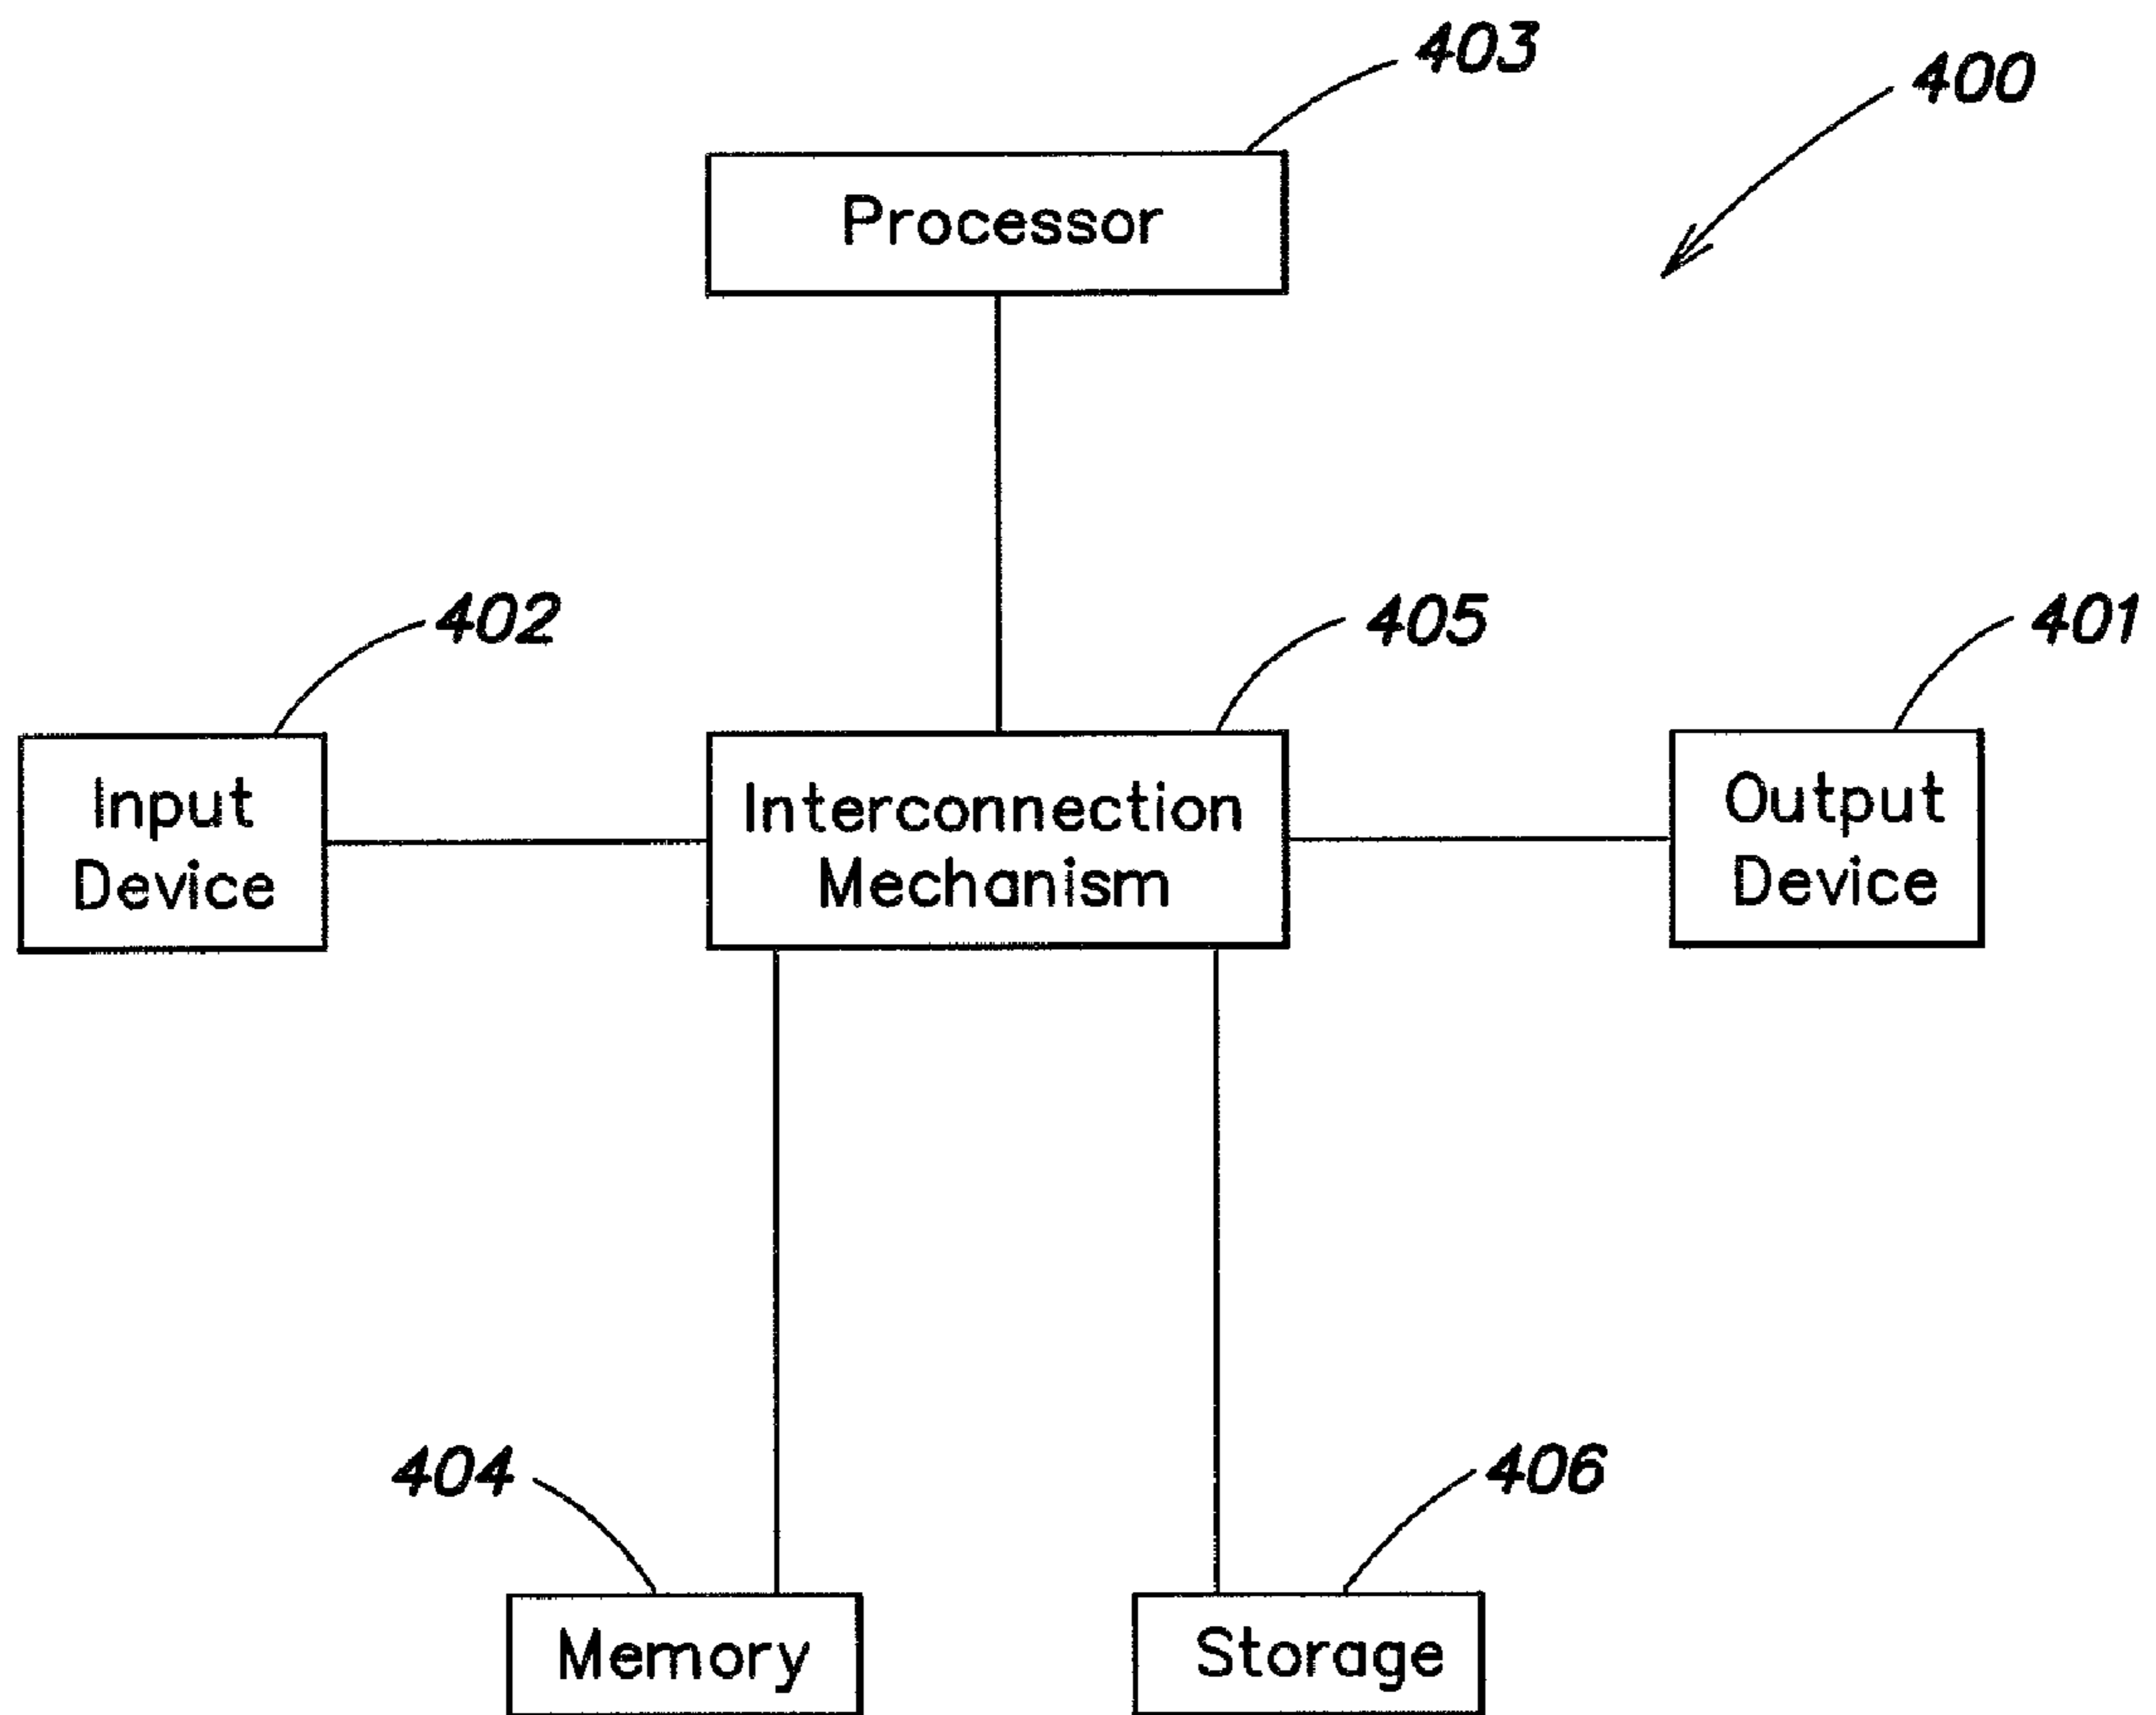 403
400
Processor
402
405
401
Input
Device
Interconnection
Mechanism
Output
Device
404
406
Memory
Storage